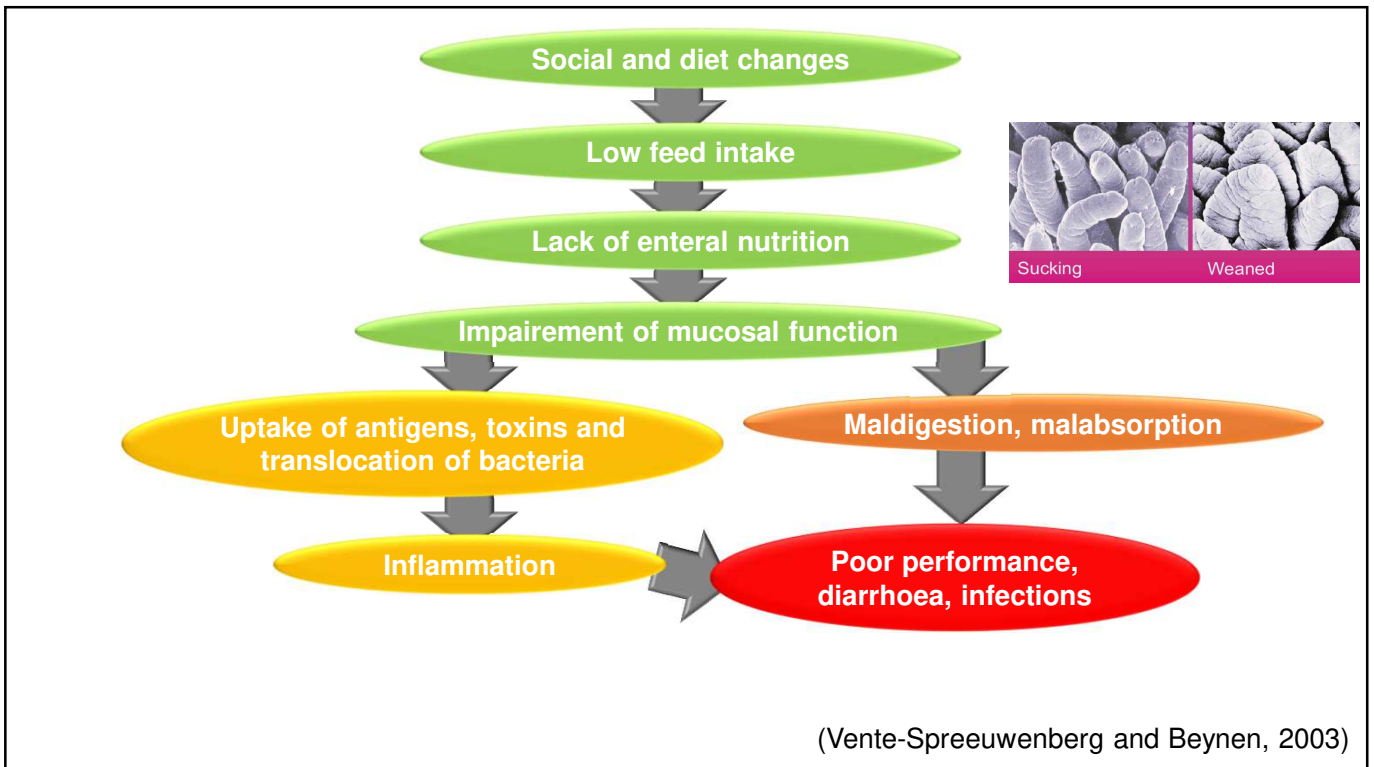 Social and diet changes
Low feed intake
Lack of enteral nutrition
Sucking
Weaned
Impairement of mucosal function
Uptake of antigens, toxins and
translocation of bacteria
Maldigestion, malabsorption
Inflammation
Poor performance,
diarrhoea, infections
(Vente-Spreeuwenberg and Beynen, 2003)